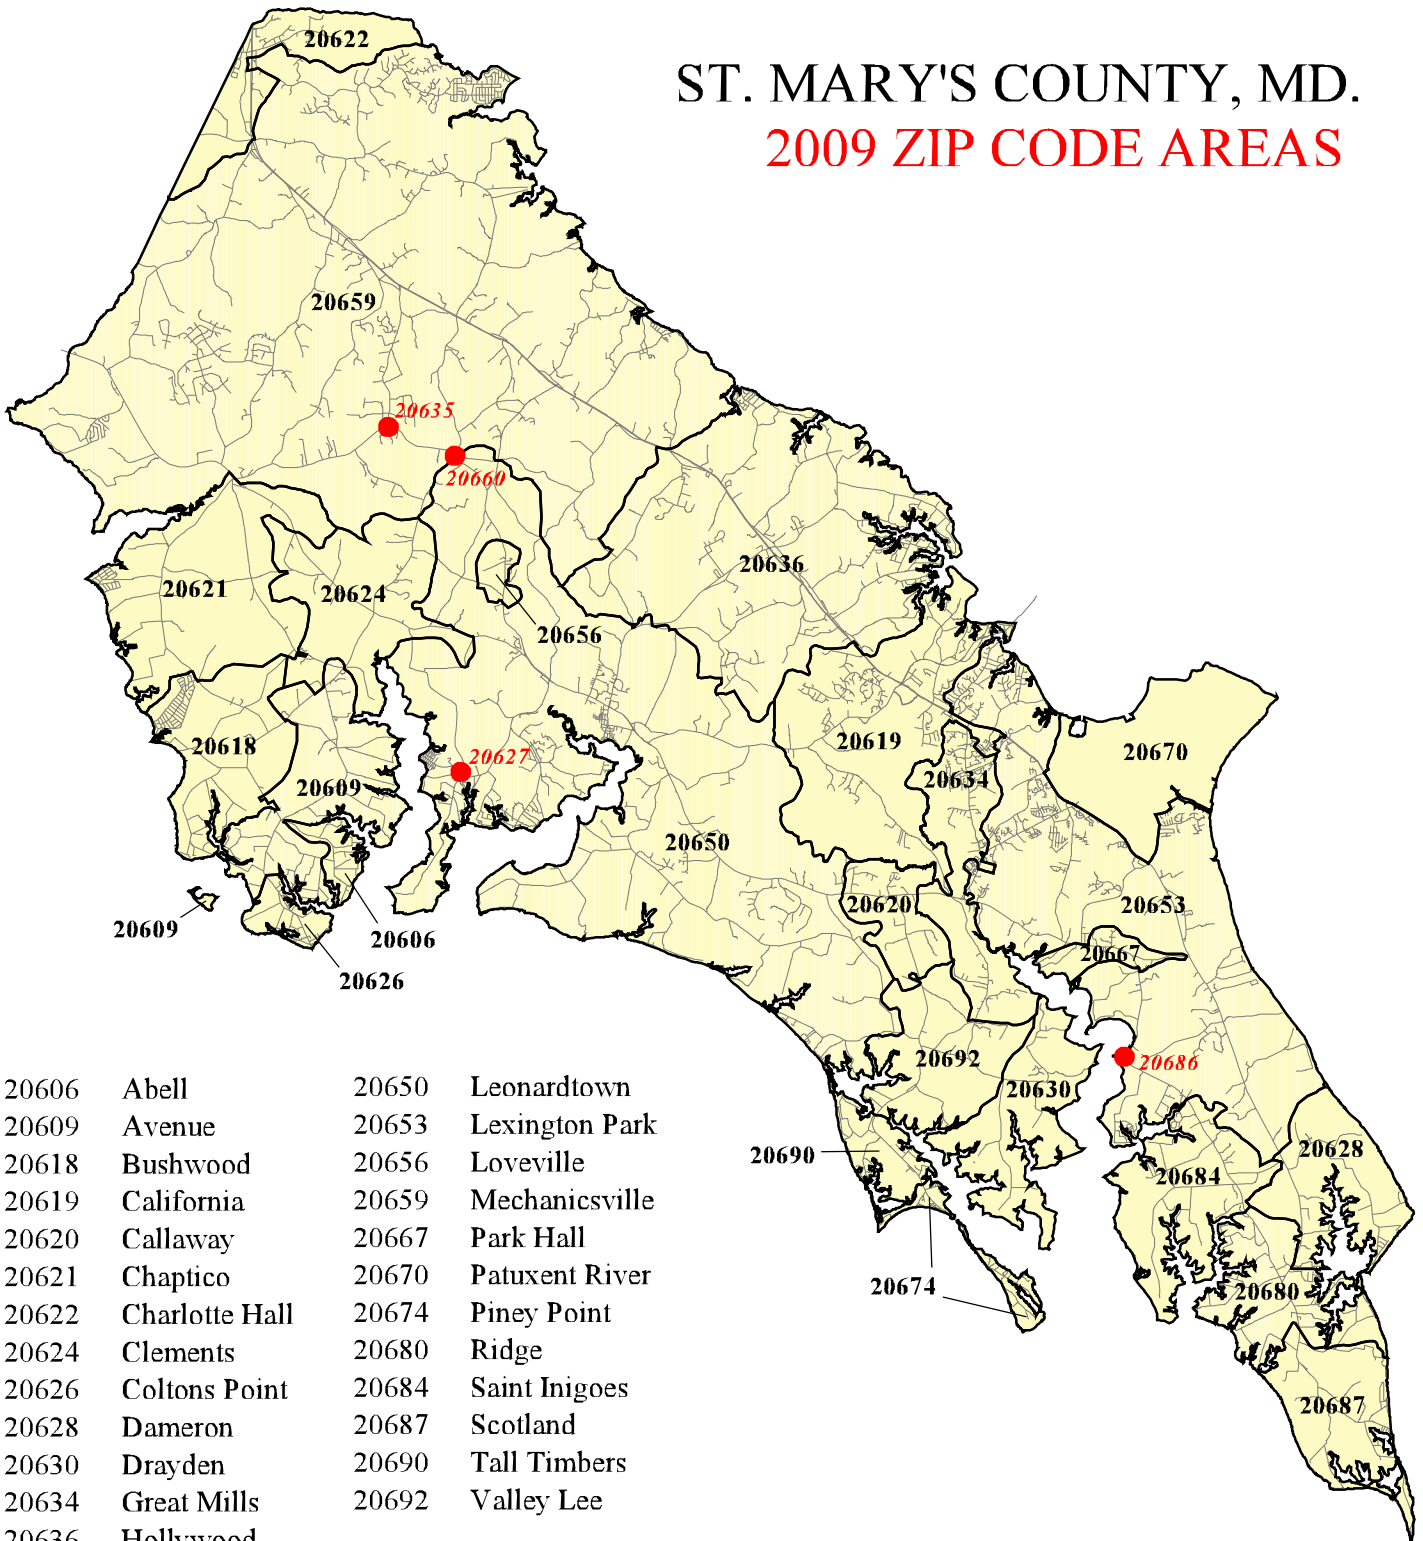 ST. MARY'S COUNTY, MD.
2009 ZIP CODE AREAS
20622
20659
20635
20660
20636
20621
20624
20656
20618
20627
20619
20670
20634
20609
20650
20620
20653
20609
20606
20667
20626
20692
20686
20630
20690
20628
20684
20674
20680
20687
20606 Abell
20609 Avenue
20618 Bushwood
20619 California
20620 Callaway
20621 Chaptico
20622 Charlotte Hall
20624 Clements
20626 Coltons Point
20628 Dameron
20630 Drayden
20634 Great Mills
20636 Hollywood
20650 Leonardtown
20653 Lexington Park
20656 Loveville
20659 Mechanicsville
20667 Park Hall
20670 Patuxent River
20674 Piney Point
20680 Ridge
20684 Saint Inigoes
20687 Scotland
20690 Tall Timbers
20692 Valley Lee